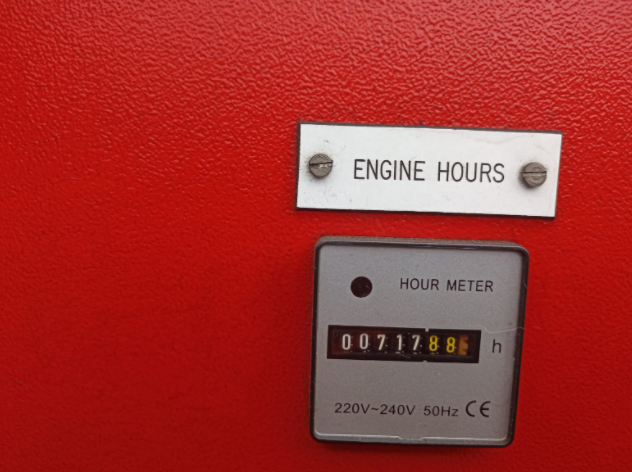 ENGINE HOURS
HOUR METER
0071788 h
220V~240V 50Hz CE